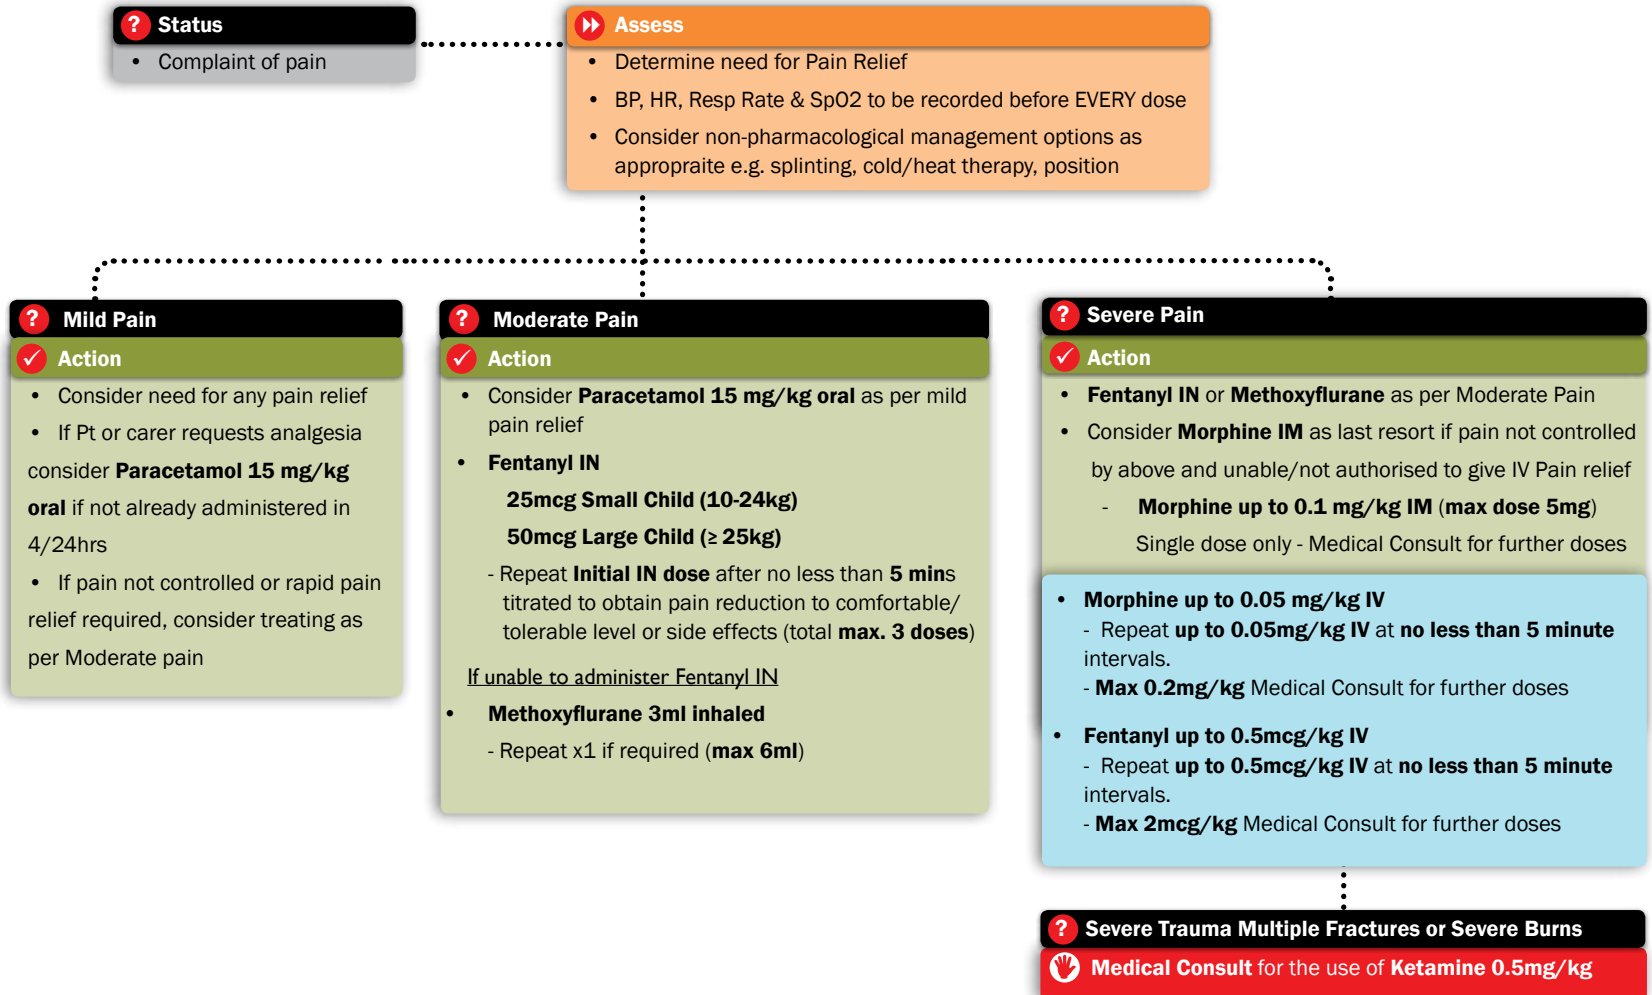 ? Status
• Complaint of pain
Assess
• Determine need for Pain Relief
• BP, HR, Resp Rate & SpO2 to be recorded before EVERY dose
• Consider non-pharmacological management options as
appropraite e.g. splinting, cold/heat therapy, position
? Mild Pain
✓ Action
• Consider need for any pain relief
• If Pt or carer requests analgesia
consider Paracetamol 15 mg/kg
oral if not already administered in
4/24hrs
• If pain not controlled or rapid pain
relief required, consider treating as
per Moderate pain
? Moderate Pain
✓ Action
• Consider Paracetamol 15 mg/kg oral as per mild
pain relief
• Fentanyl IN
25mcg Small Child (10-24kg)
50mcg Large Child (≥ 25kg)
- Repeat Initial IN dose after no less than 5 mins
titrated to obtain pain reduction to comfortable/
tolerable level or side effects (total max. 3 doses)
If unable to administer Fentanyl IN
• Methoxyflurane 3ml inhaled
- Repeat x1 if required (max 6ml)
? Severe Pain
✓ Action
• Fentanyl IN or Methoxyflurane as per Moderate Pain
• Consider Morphine IM as last resort if pain not controlled
by above and unable/not authorised to give IV Pain relief
- Morphine up to 0.1 mg/kg IM (max dose 5mg)
Single dose only - Medical Consult for further doses
• Morphine up to 0.05 mg/kg IV
- Repeat up to 0.05mg/kg IV at no less than 5 minute
intervals.
- Max 0.2mg/kg Medical Consult for further doses
• Fentanyl up to 0.5mcg/kg IV
- Repeat up to 0.5mcg/kg IV at no less than 5 minute
intervals.
- Max 2mcg/kg Medical Consult for further doses
? Severe Trauma Multiple Fractures or Severe Burns
Medical Consult for the use of Ketamine 0.5mg/kg